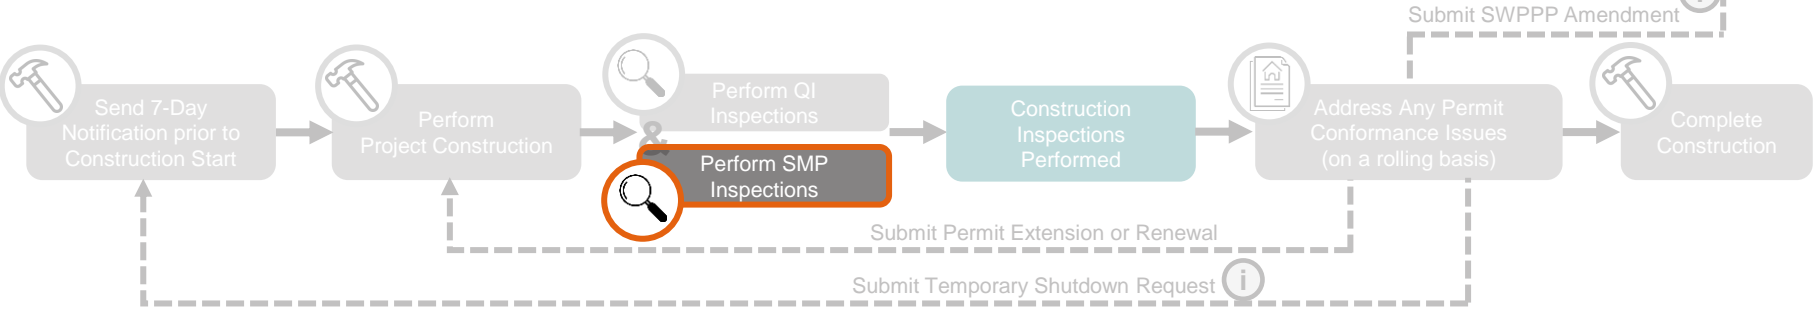 Submit SWPPP Amendment
Send 7-Day
Notification prior to
Construction Start
Perform
Project Construction
Perform QI
Inspections
&
Perform SMP
Inspections
Construction
Inspections
Performed
Address Any Permit
Conformance Issues
(on a rolling basis)
Complete
Construction
Submit Permit Extension or Renewal
Submit Temporary Shutdown Request
i